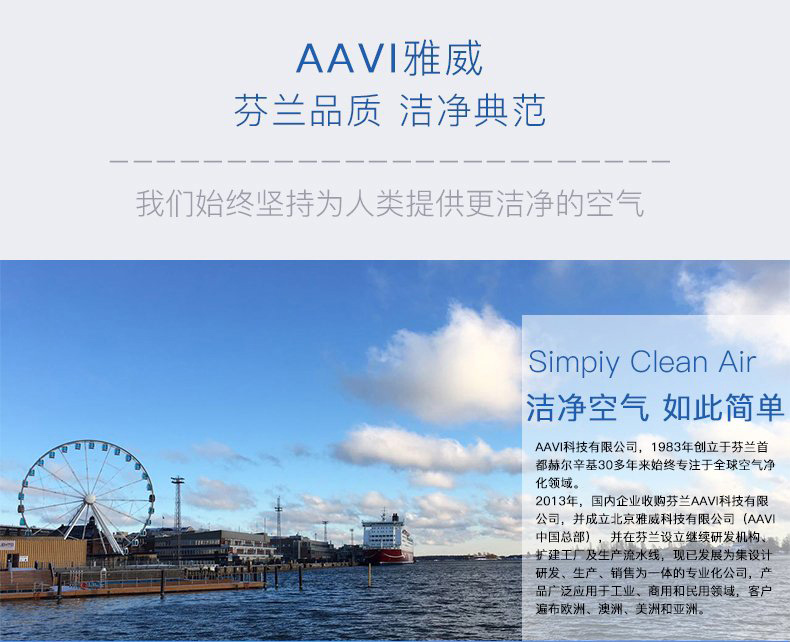 AAVI雅威
芬兰品质 洁净典范
我们始终坚持为人类提供更洁净的空气
Simpiy Clean Air
洁净空气 如此简单
AAVI科技有限公司，1983年创立于芬兰首
都赫尔辛基30多年来始终专注于全球空气净
化领域。
2013年，国内企业收购芬兰AAVI科技有限
公司，并成立北京雅威科技有限公司（AAVI
中国总部），并在芬兰设立继续研发机构、
扩建工厂及生产流水线，现已发展为集设计
研发、生产、销售为一体的专业化公司，产
品广泛应用于工业、商用和民用领域，客户
遍布欧洲、澳洲、美洲和亚洲。